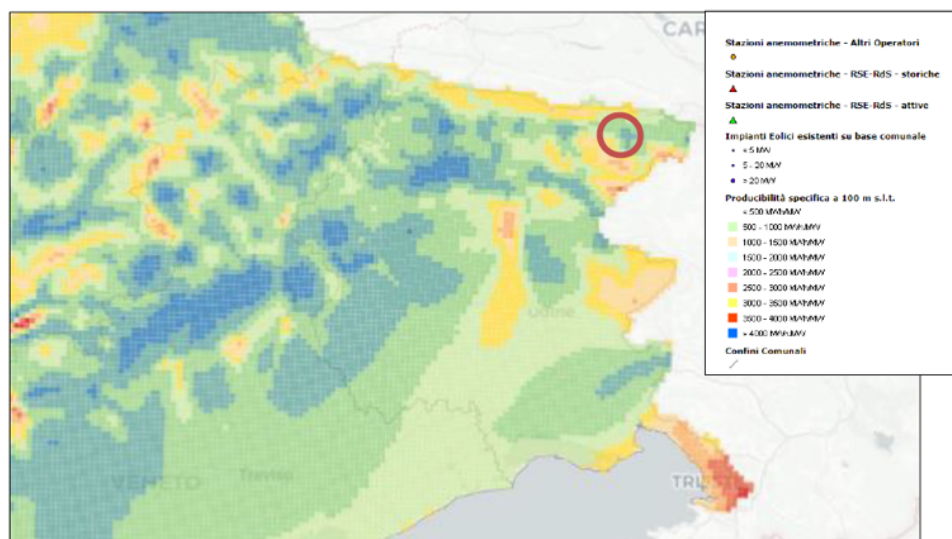 CAR
Stazioni anemometriche - Altri Operatori
Stazioni anemometriche - RSE-RdS - storiche
Stazioni anemometriche - RSE-RdS - attive
Impianti Eolici esistenti su base comunale
< 5 MW
5 - 20 MW
> 20 MW
Producibilità specifica a 100 m s.l.t.
< 500 MWh/MW
500 - 1000 MWh/MW
1000 - 1500 MWh/MW
1500 - 2000 MWh/MW
2000 - 2500 MWh/MW
2500 - 3000 MWh/MW
3000 - 3500 MWh/MW
3500 - 4000 MWh/MW
> 4000 MWh/MW
Confini Comunali
Udine
VENETO
Treviso